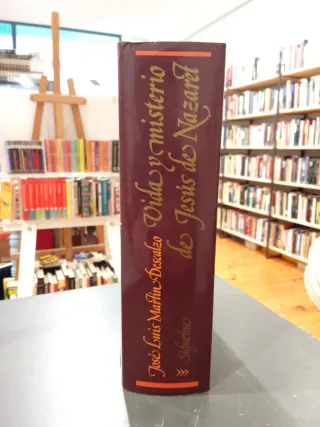 José Luis Martín Descalzo
Vida y misterio
de Jesús de Nazaret
Sígueme